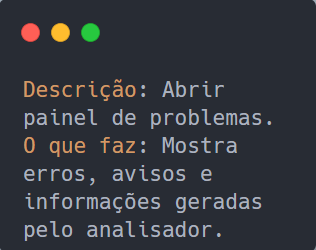 Descrição: Abrir
painel de problemas.
O que faz: Mostra
erros, avisos e
informações geradas
pelo analisador.